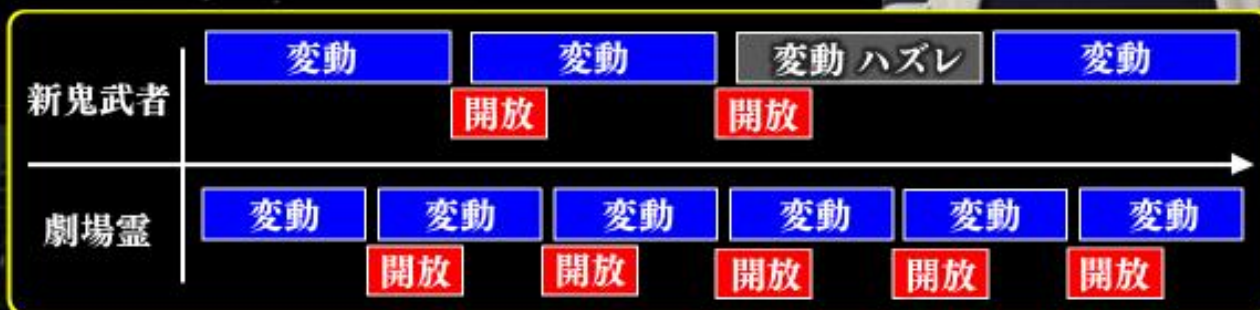 変動 変動 変動 ハズレ 変動
新鬼武者
開放 開放
変動 変動 変動 変動 変動 変動
劇場霊
開放 開放 開放 開放 開放